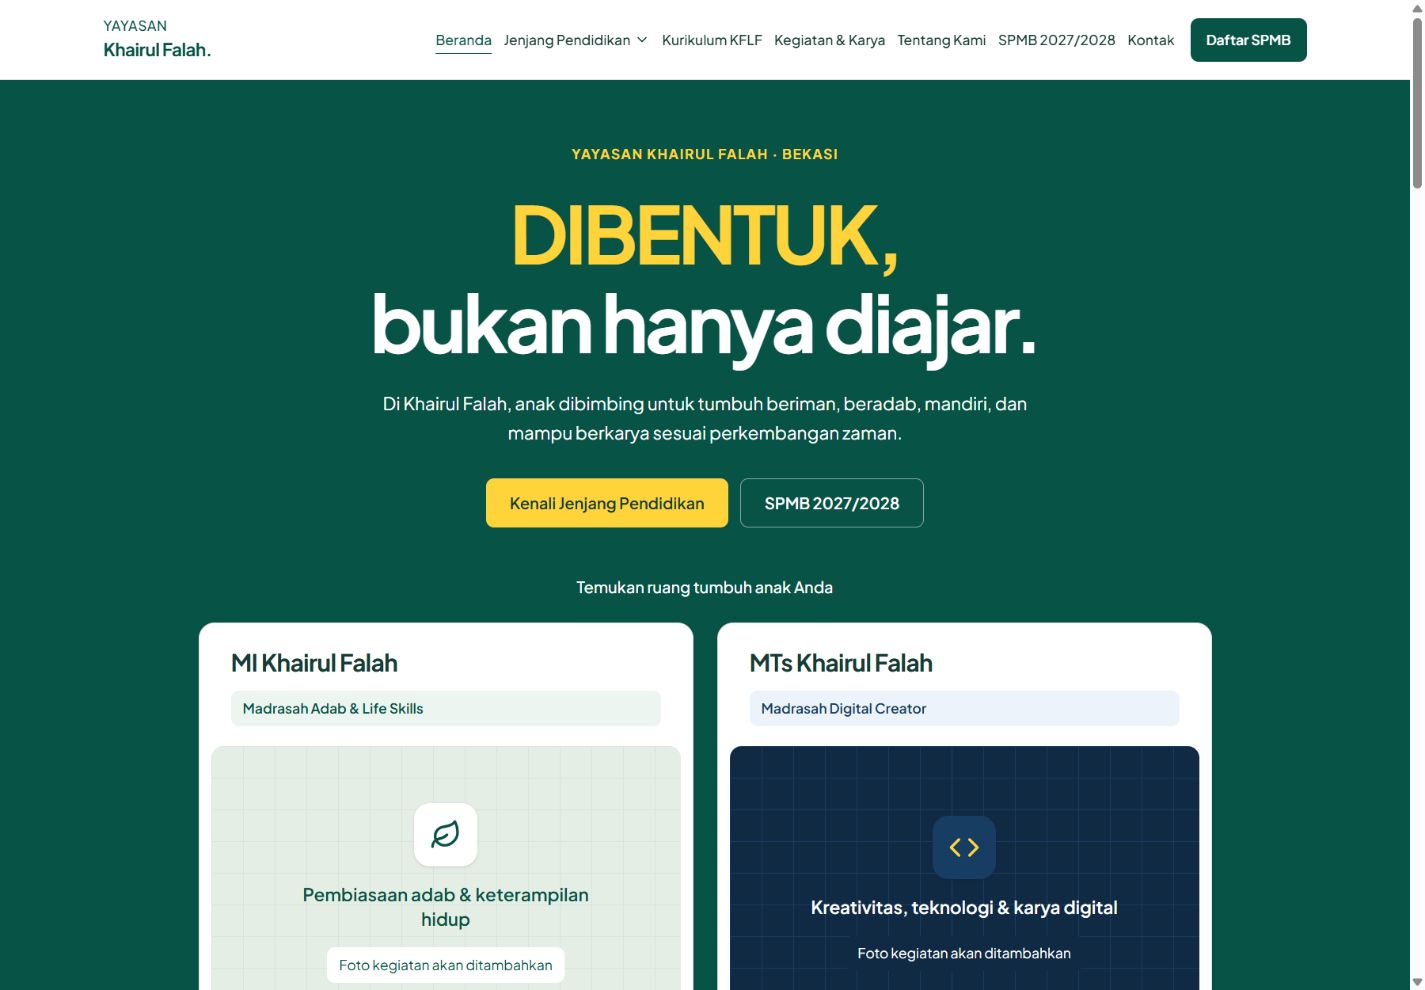 YAYASAN
Khairul Falah.
Beranda
Jenjang Pendidikan
Kurikulum KFLF
Kegiatan & Karya
Tentang Kami
SPMB 2027/2028
Kontak
Daftar SPMB
YAYASAN KHAIRUL FALAH · BEKASI
DIBENTUK,
bukan hanya diajar.
Di Khairul Falah, anak dibimbing untuk tumbuh beriman, beradab, mandiri, dan
mampu berkarya sesuai perkembangan zaman.
Kenali Jenjang Pendidikan
SPMB 2027/2028
Temukan ruang tumbuh anak Anda
MI Khairul Falah
Madrasah Adab & Life Skills
Pembiasaan adab & keterampilan
hidup
Foto kegiatan akan ditambahkan
MTs Khairul Falah
Madrasah Digital Creator
Kreativitas, teknologi & karya digital
Foto kegiatan akan ditambahkan